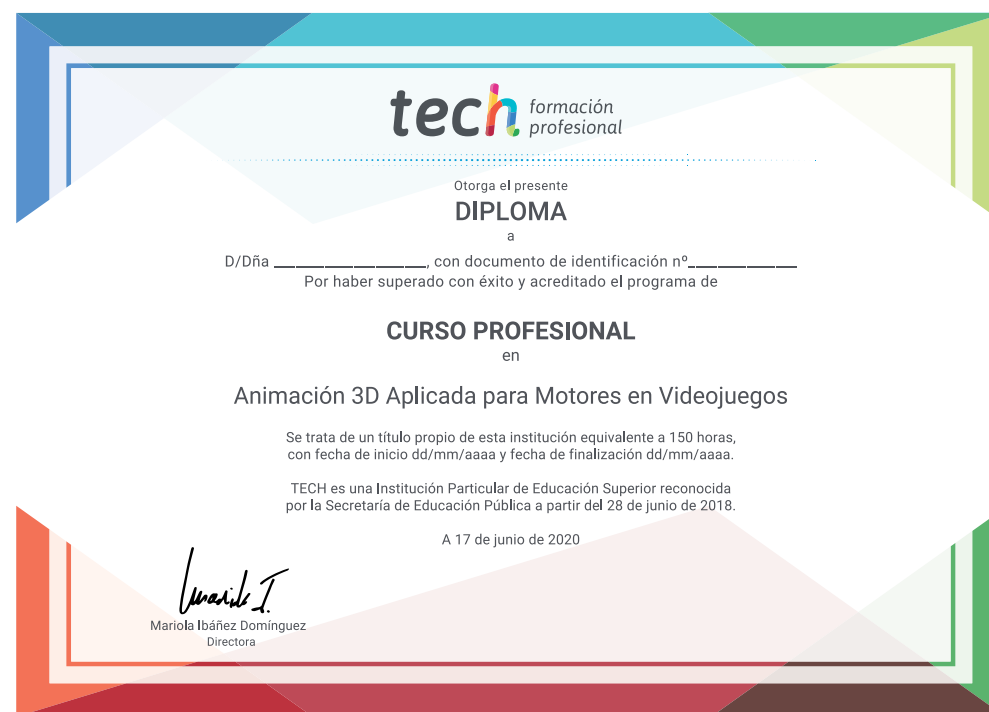 tech formación
profesional
Otorga el presente
DIPLOMA
a
D/Dña ____________________, con documento de identificación nº______________
Por haber superado con éxito y acreditado el programa de
CURSO PROFESIONAL
en
Animación 3D Aplicada para Motores en Videojuegos
Se trata de un título propio de esta institución equivalente a 150 horas,
con fecha de inicio dd/mm/aaaa y fecha de finalización dd/mm/aaaa.
TECH es una Institución Particular de Educación Superior reconocida
por la Secretaría de Educación Pública a partir del 28 de junio de 2018.
A 17 de junio de 2020
Mariola I.
Mariola Ibáñez Domínguez
Directora